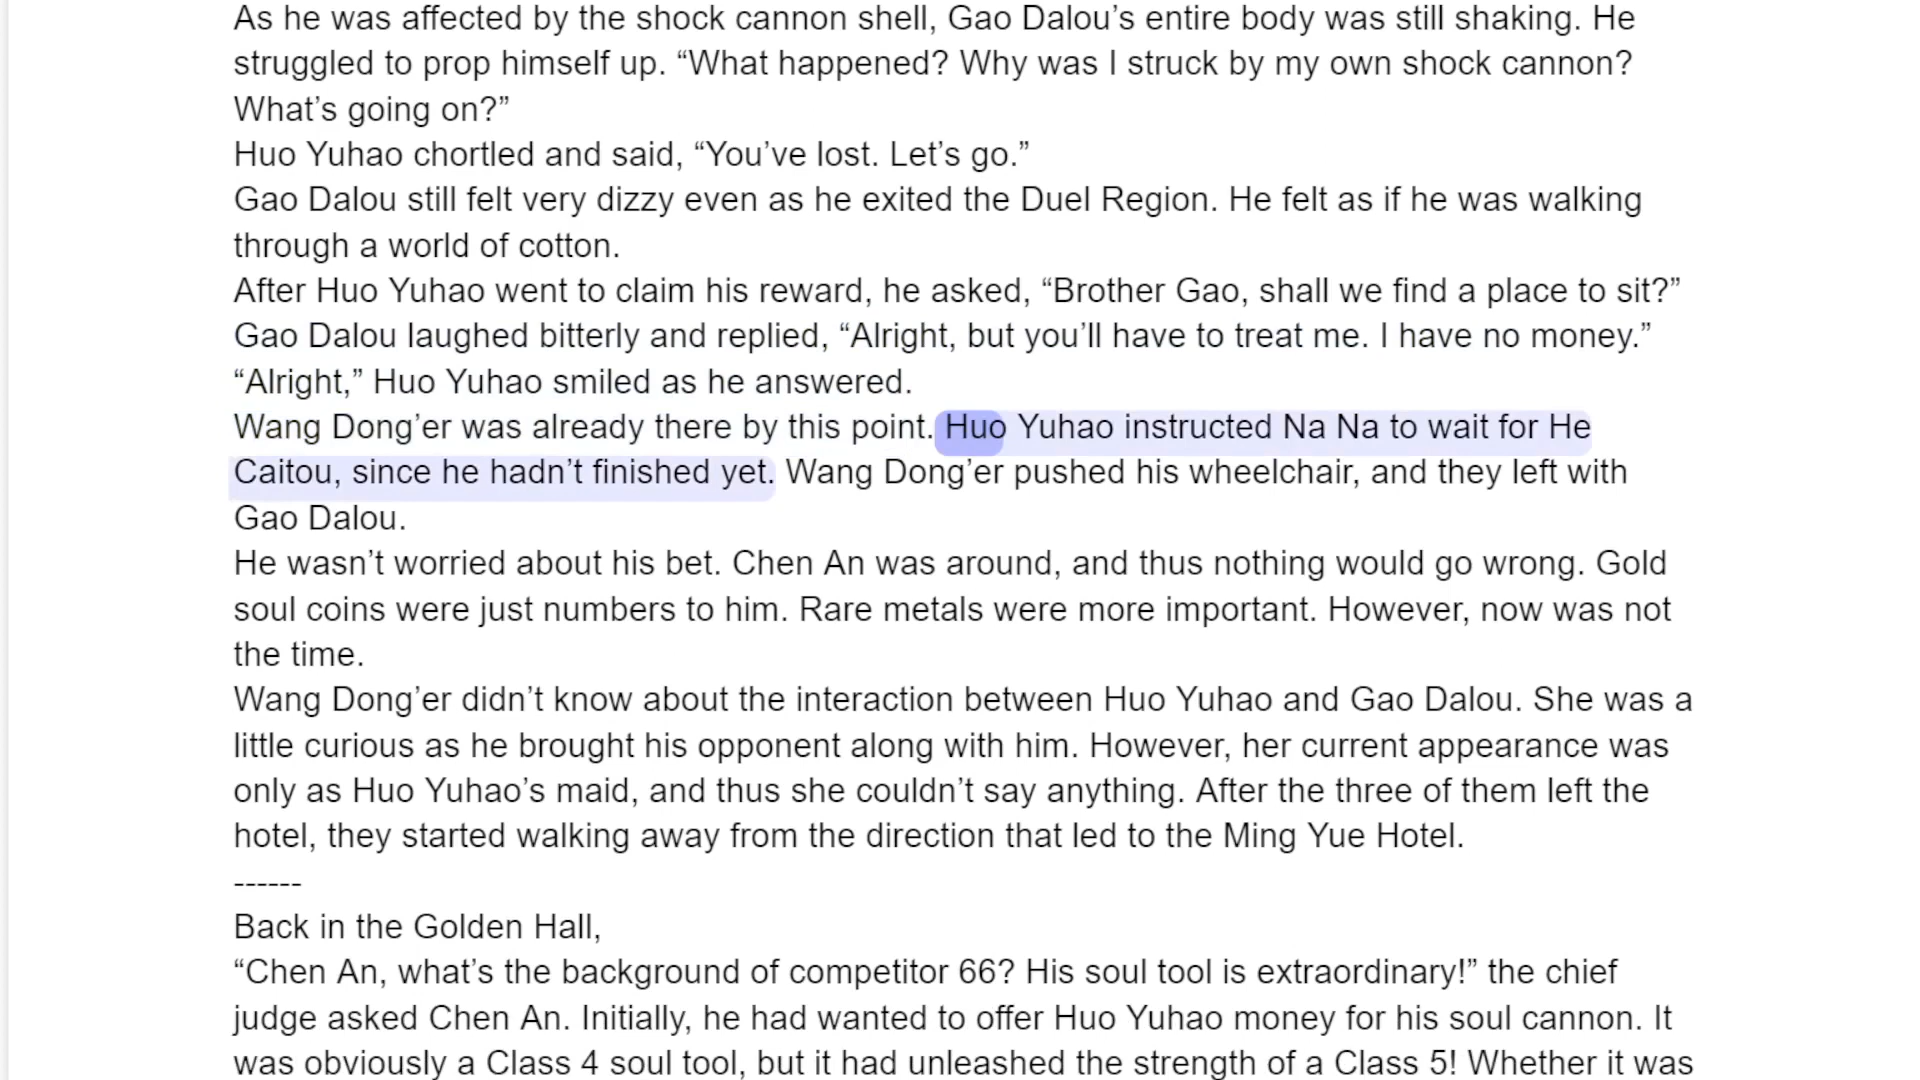 As he was affected by the shock cannon shell, Gao Dalou’s entire body was still shaking. He
struggled to prop himself up. “What happened? Why was I struck by my own shock cannon?
What’s going on?”
Huo Yuhao chortled and said, “You’ve lost. Let’s go.”
Gao Dalou still felt very dizzy even as he exited the Duel Region. He felt as if he was walking
through a world of cotton.
After Huo Yuhao went to claim his reward, he asked, “Brother Gao, shall we find a place to sit?”
Gao Dalou laughed bitterly and replied, “Alright, but you’ll have to treat me. I have no money.”
“Alright,” Huo Yuhao smiled as he answered.
Wang Dong’er was already there by this point. Huo Yuhao instructed Na Na to wait for He
Caitou, since he hadn’t finished yet. Wang Dong’er pushed his wheelchair, and they left with
Gao Dalou.
He wasn’t worried about his bet. Chen An was around, and thus nothing would go wrong. Gold
soul coins were just numbers to him. Rare metals were more important. However, now was not
the time.
Wang Dong’er didn’t know about the interaction between Huo Yuhao and Gao Dalou. She was a
little curious as he brought his opponent along with him. However, her current appearance was
only as Huo Yuhao’s maid, and thus she couldn’t say anything. After the three of them left the
hotel, they started walking away from the direction that led to the Ming Yue Hotel.
------
Back in the Golden Hall,
“Chen An, what’s the background of competitor 66? His soul tool is extraordinary!” the chief
judge asked Chen An. Initially, he had wanted to offer Huo Yuhao money for his soul cannon. It
was obviously a Class 4 soul tool, but it had unleashed the strength of a Class 5! Whether it was